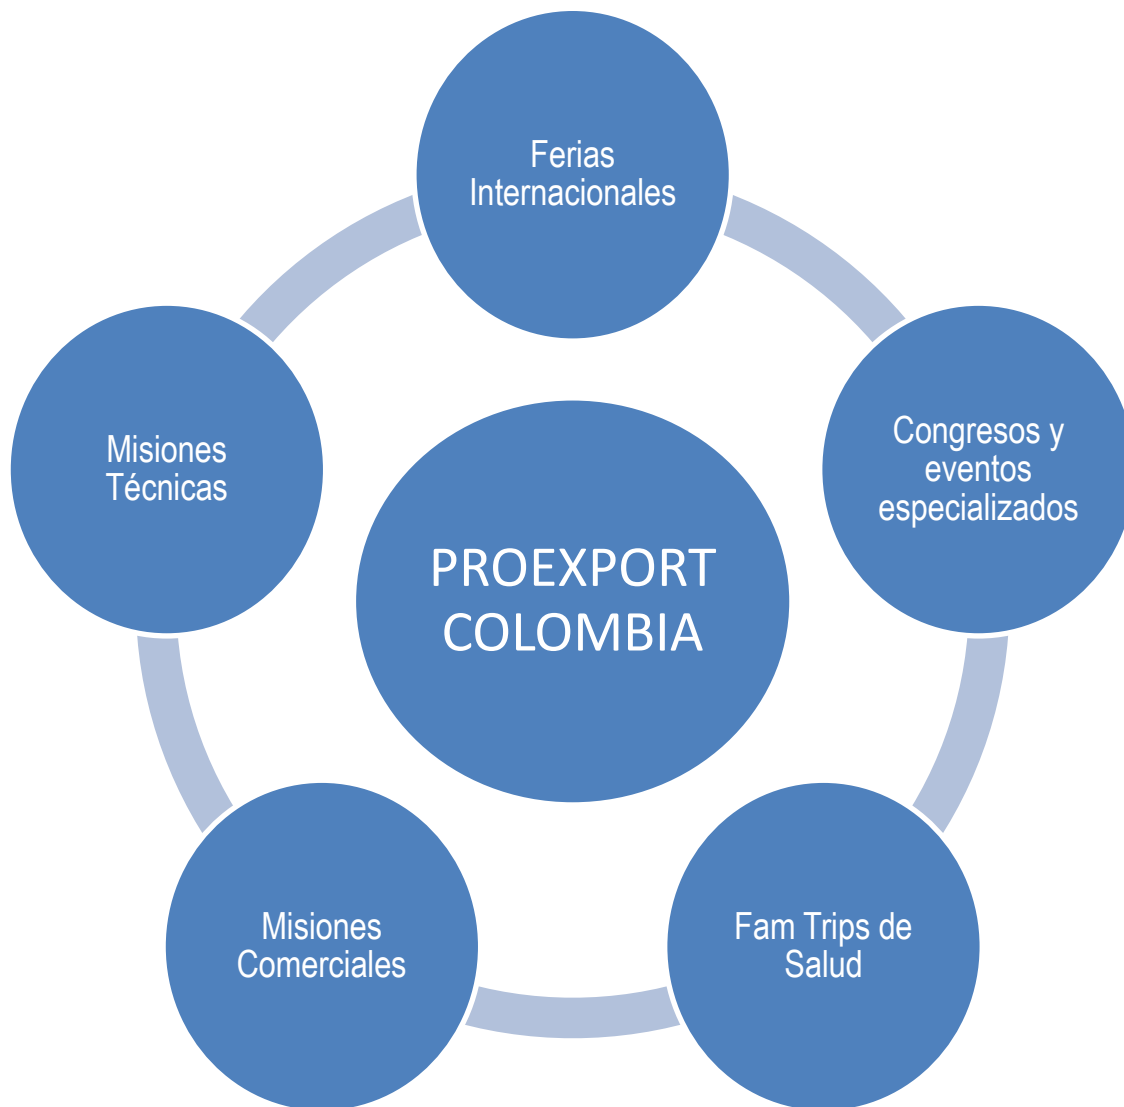 Ferias
Internacionales
Congresos y
eventos
especializados
Fam Trips de
Salud
Misiones
Comerciales
Misiones
Técnicas
PROEXPORT
COLOMBIA